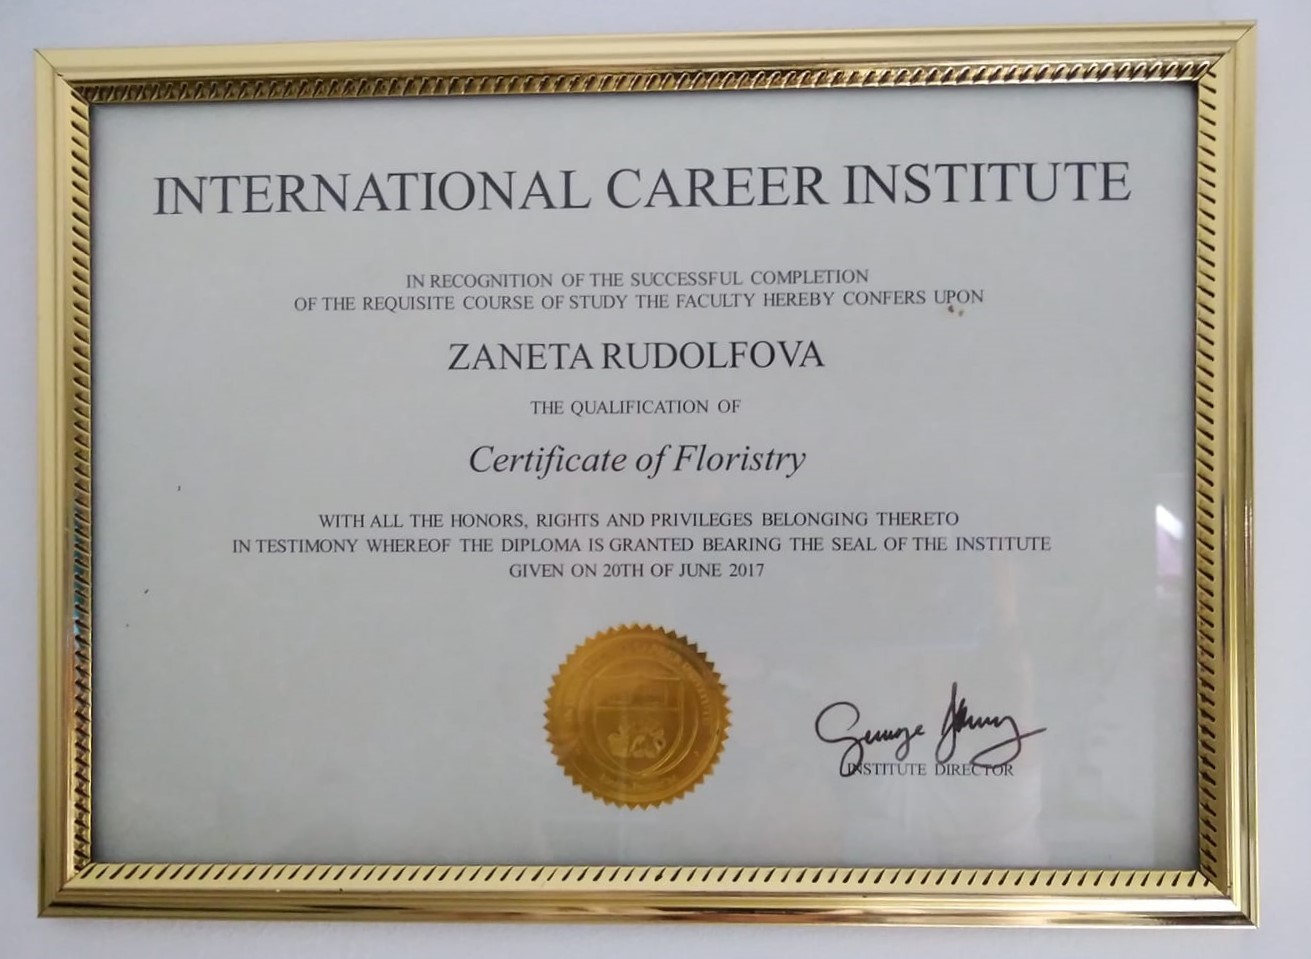 INTERNATIONAL CAREER INSTITUTE
IN RECOGNITION OF THE SUCCESSFUL COMPLETION
OF THE REQUISITE COURSE OF STUDY THE FACULTY HEREBY CONFERS UPON
ZANETA RUDOLFOVA
THE QUALIFICATION OF
Certificate of Floristry
WITH ALL THE HONORS, RIGHTS AND PRIVILEGES BELONGING THERETO
IN TESTIMONY WHEREOF THE DIPLOMA IS GRANTED BEARING THE SEAL OF THE INSTITUTE
GIVEN ON 20TH OF JUNE 2017
George
INSTITUTE DIRECTOR